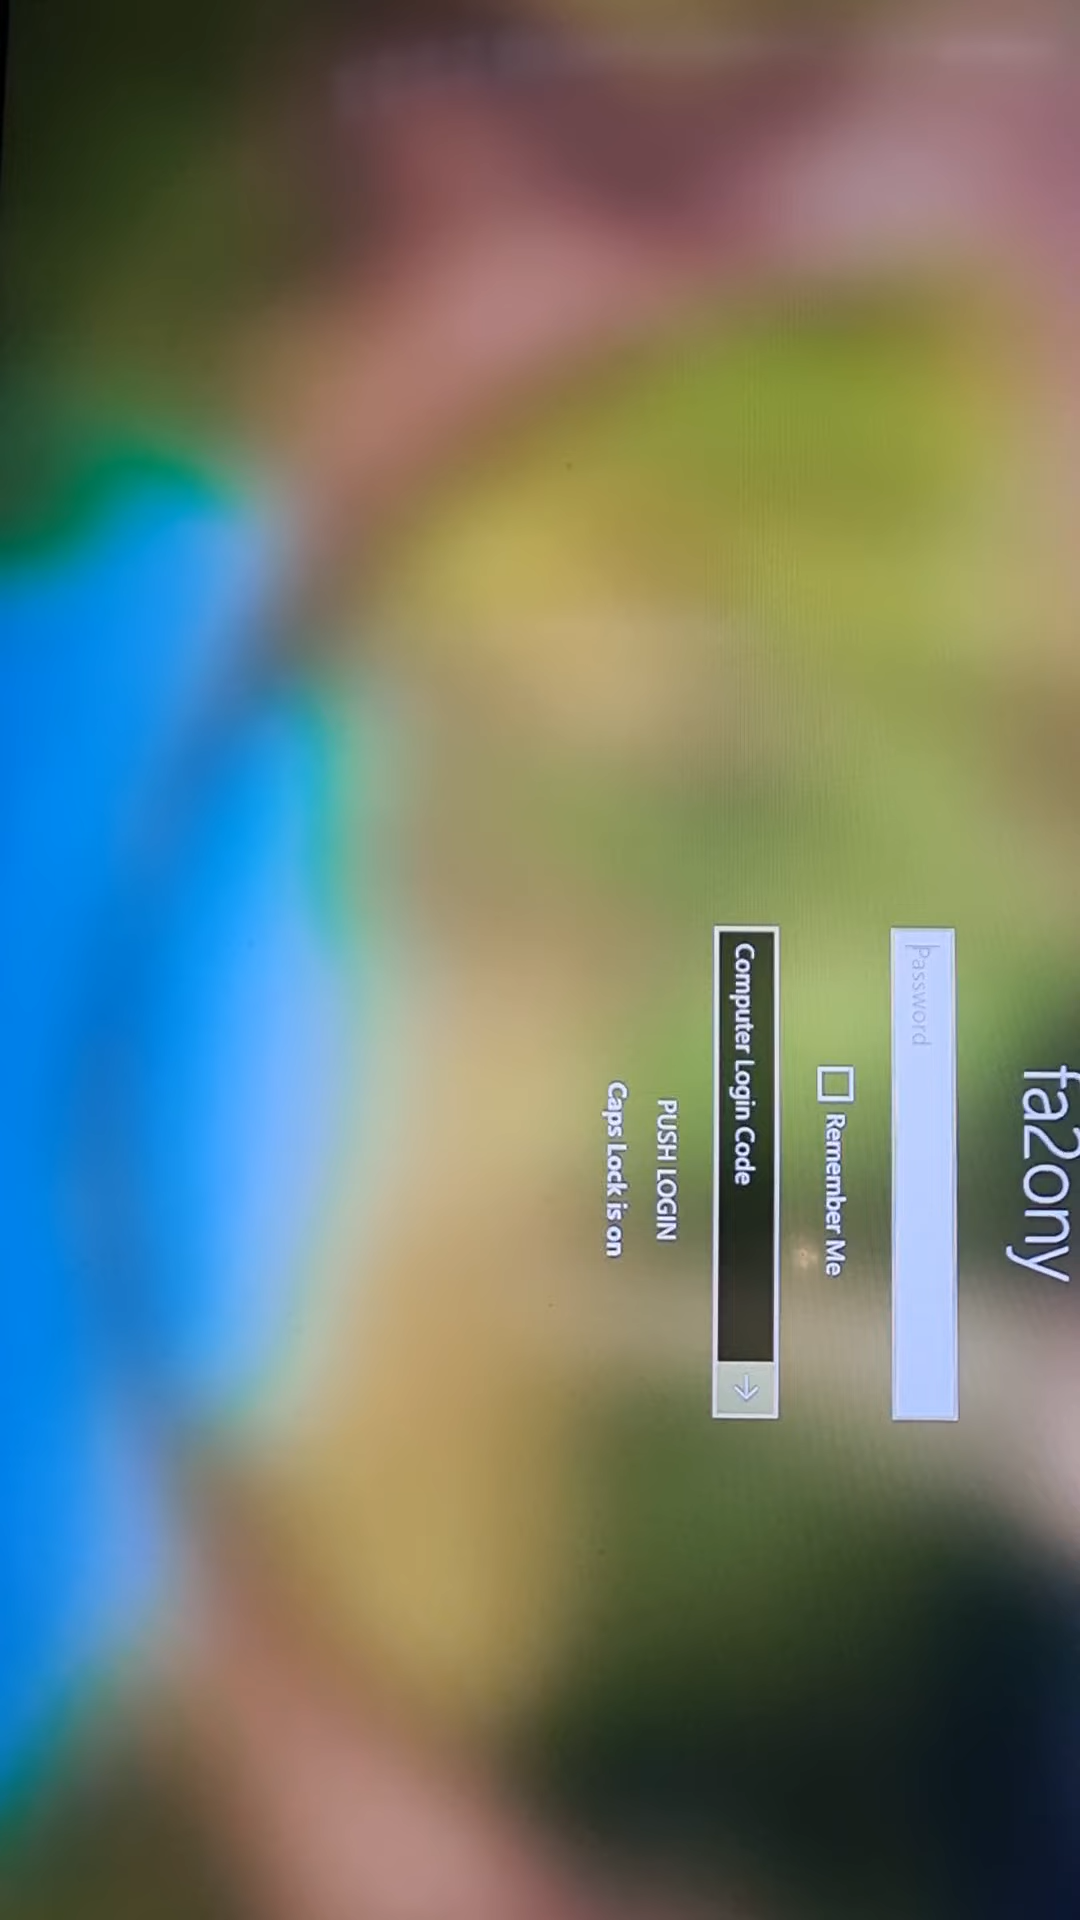 fa2ony
Password
Remember Me
Computer Login Code
PUSH LOGIN
Caps Lock is on